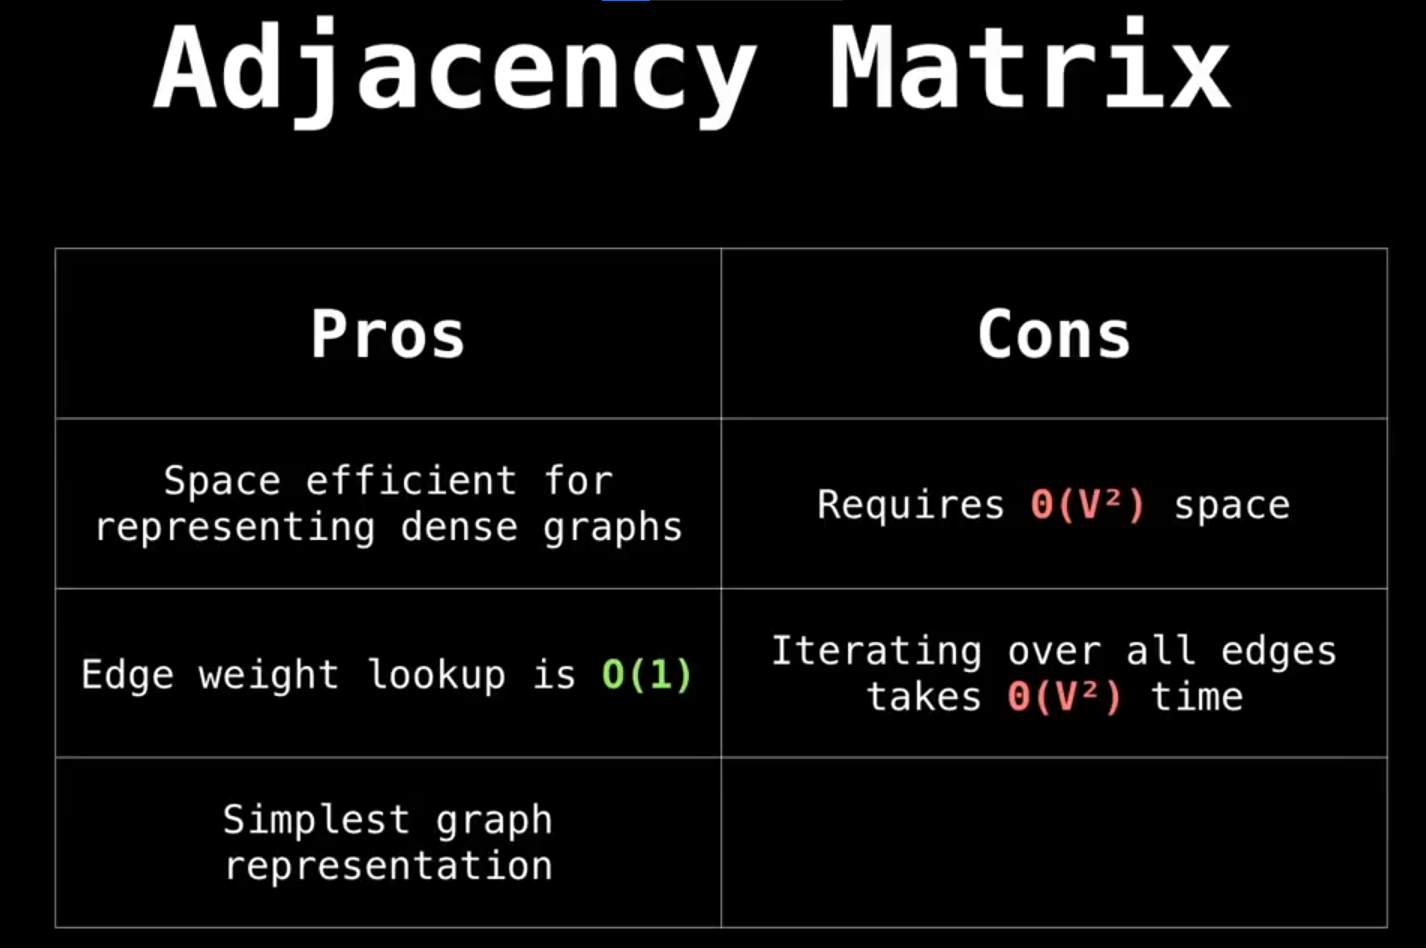 Adjacency Matrix
Pros
Cons
Space efficient for
representing dense graphs
Requires Θ(V²) space
Edge weight lookup is O(1)
Iterating over all edges
takes Θ(V²) time
Simplest graph
representation